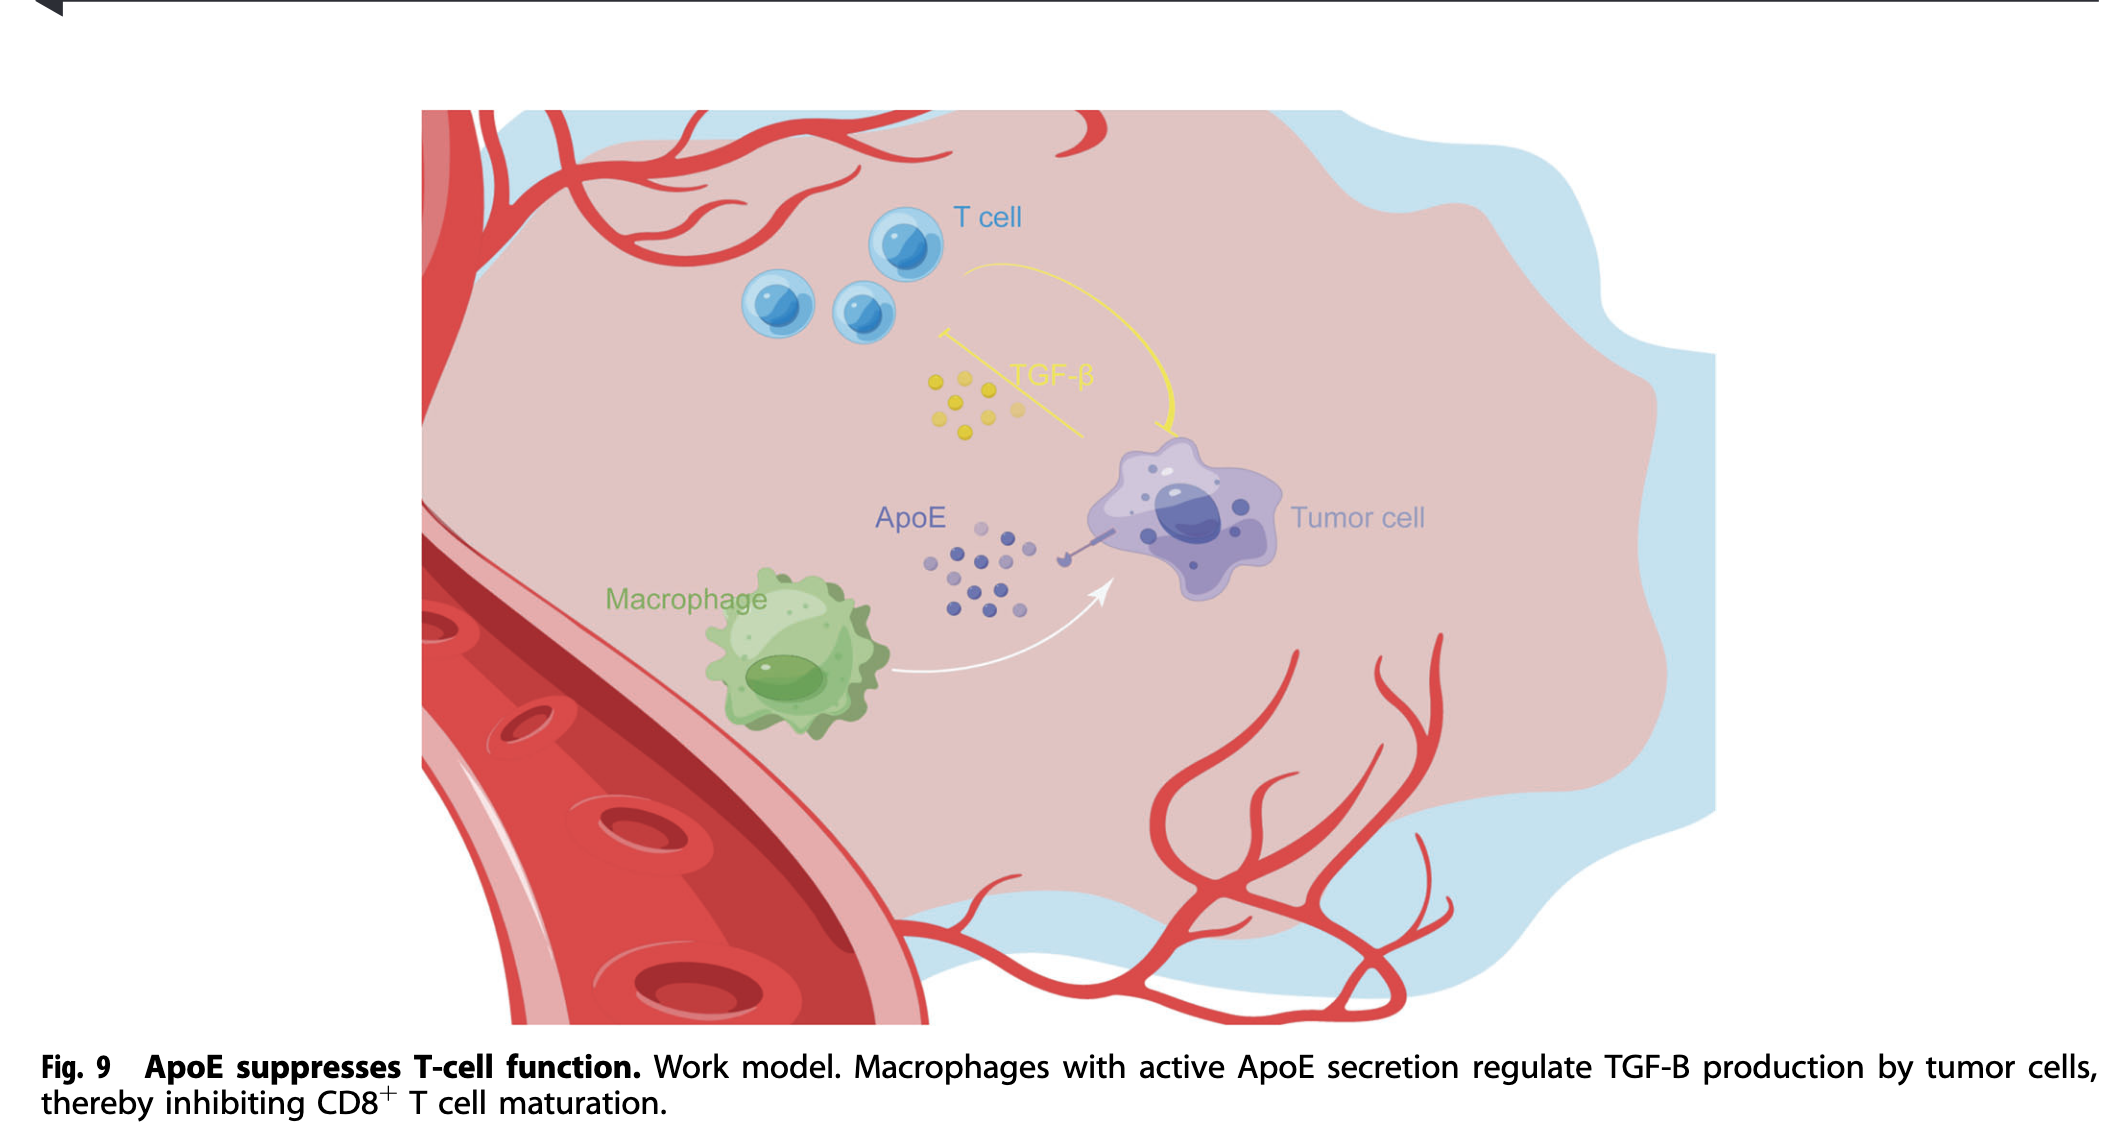 T cell
TGF-β
ApoE
Tumor cell
Macrophage
Fig. 9 ApoE suppresses T-cell function. Work model. Macrophages with active ApoE secretion regulate TGF-B production by tumor cells,
thereby inhibiting CD8⁺ T cell maturation.